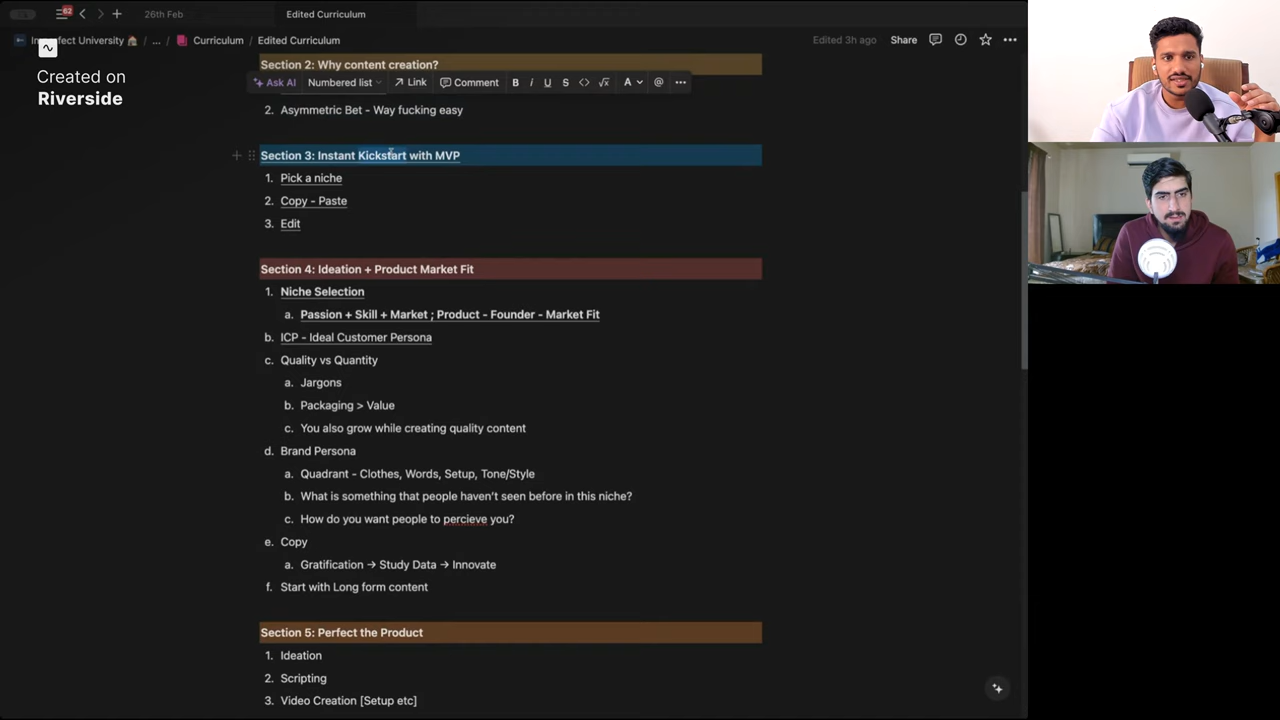 62
26th Feb
Edited Curriculum
University / ... / Curriculum / Edited Curriculum
Edited 3h ago
Share
Created on
Riverside
Section 2: Why content creation?
Ask AI
Numbered list
Link
Comment
B i U S A @
2. Asymmetric Bet - Way fucking easy
Section 3: Instant Kickstart with MVP
1. Pick a niche
2. Copy - Paste
3. Edit
Section 4: Ideation + Product Market Fit
1. Niche Selection
a. Passion + Skill + Market ; Product - Founder - Market Fit
b. ICP - Ideal Customer Persona
c. Quality vs Quantity
a. Jargons
b. Packaging > Value
c. You also grow while creating quality content
d. Brand Persona
a. Quadrant - Clothes, Words, Setup, Tone/Style
b. What is something that people haven't seen before in this niche?
c. How do you want people to percieve you?
e. Copy
a. Gratification → Study Data → Innovate
f. Start with Long form content
Section 5: Perfect the Product
1. Ideation
2. Scripting
3. Video Creation [Setup etc]